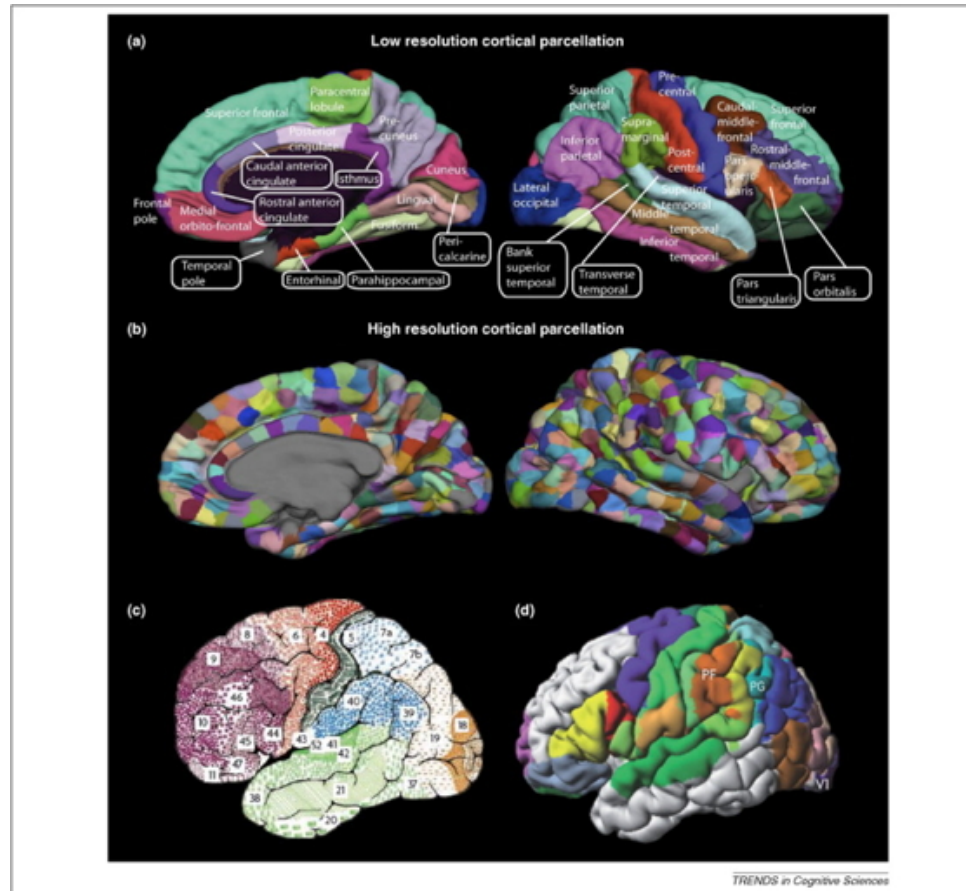 (a)
Low resolution cortical parcellation
Superior frontal
Paracentral
lobule
Posterior
cingulate
Pre-
cuneus
Caudal anterior
cingulate
Isthmus
Cuneus
Rostral anterior
cingulate
Frontal
pole
Medial
orbito-frontal
Lingual
Fusiform
Peri-
calcarine
Temporal
pole
Entorhinal
Parahippocampal
Superior
parietal
Pre-
central
Caudal
middle-
frontal
Superior
frontal
Supra-
marginal
Inferior
parietal
Post-
central
Rostral-
middle-
frontal
Pars
operc
ularis
Lateral
occipital
Superior
temporal
Middle
temporal
Inferior
temporal
Bank
superior
temporal
Transverse
temporal
Pars
triangularis
Pars
orbitalis
(b)
High resolution cortical parcellation
(c)
8
6
4
5
7a
7b
9
46
40
39
10
44
43
52
41
42
45
47
11
19
18
38
21
37
20
(d)
PF
PG
V1
TRENDS in Cognitive Sciences